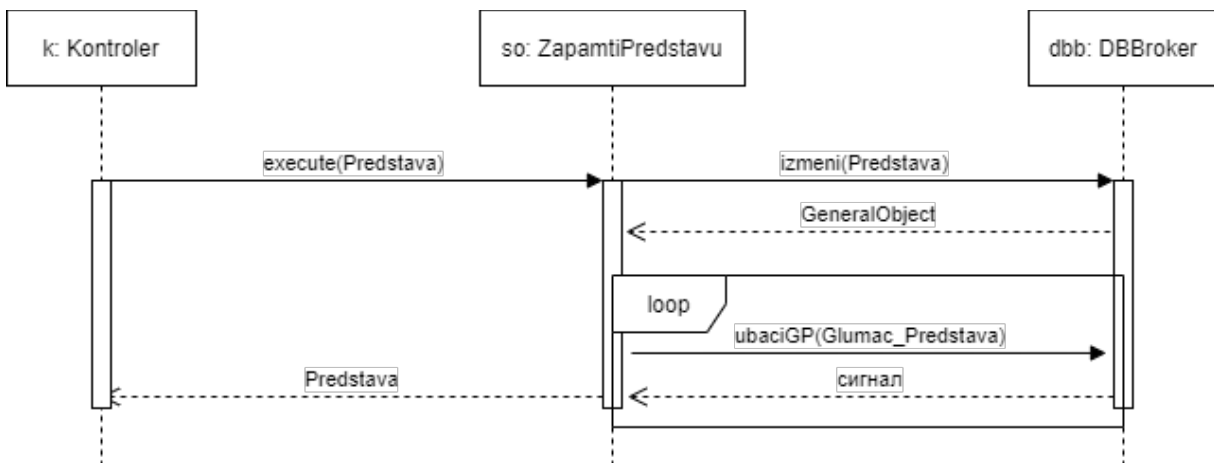 k: Kontroler
so: ZapamtiPredstavu
dbb: DBBroker
execute(Predstava)
izmeni(Predstava)
GeneralObject
loop
ubaciGP(Glumac_Predstava)
Predstava
сигнал